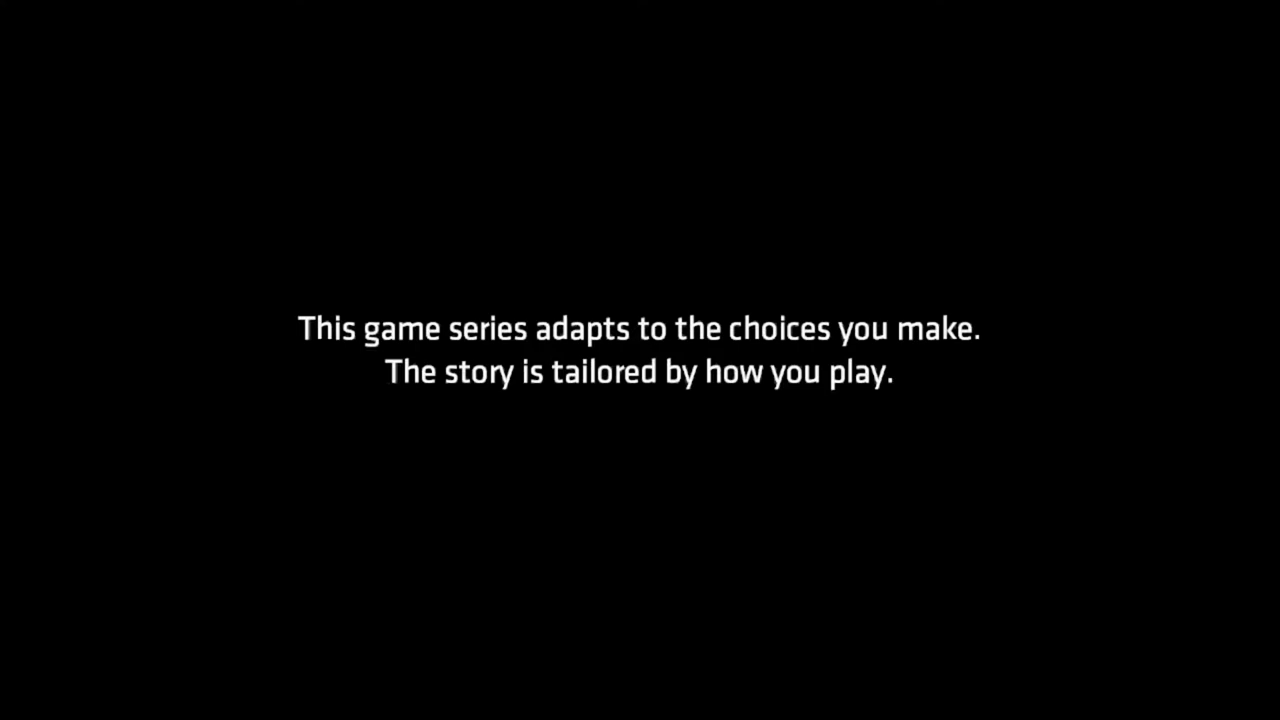 This game series adapts to the choices you make.
The story is tailored by how you play.